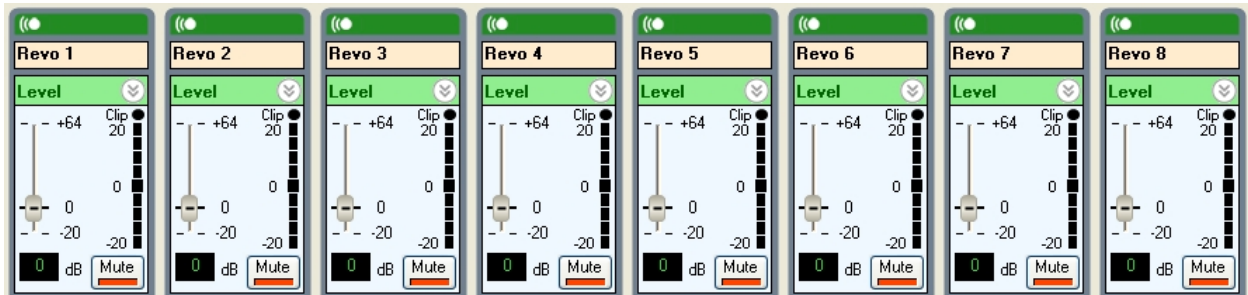 Revo 1 Revo 2 Revo 3 Revo 4 Revo 5 Revo 6 Revo 7 Revo 8
Level Level Level Level Level Level Level Level
Clip Clip Clip Clip Clip Clip Clip Clip
+64 20 +64 20 +64 20 +64 20 +64 20 +64 20 +64 20 +64 20
0 0 0 0 0 0 0 0
0 0 0 0 0 0 0 0
-20 -20 -20 -20 -20 -20 -20 -20 -20 -20 -20 -20 -20 -20 -20 -20
0 dB Mute 0 dB Mute 0 dB Mute 0 dB Mute 0 dB Mute 0 dB Mute 0 dB Mute 0 dB Mute